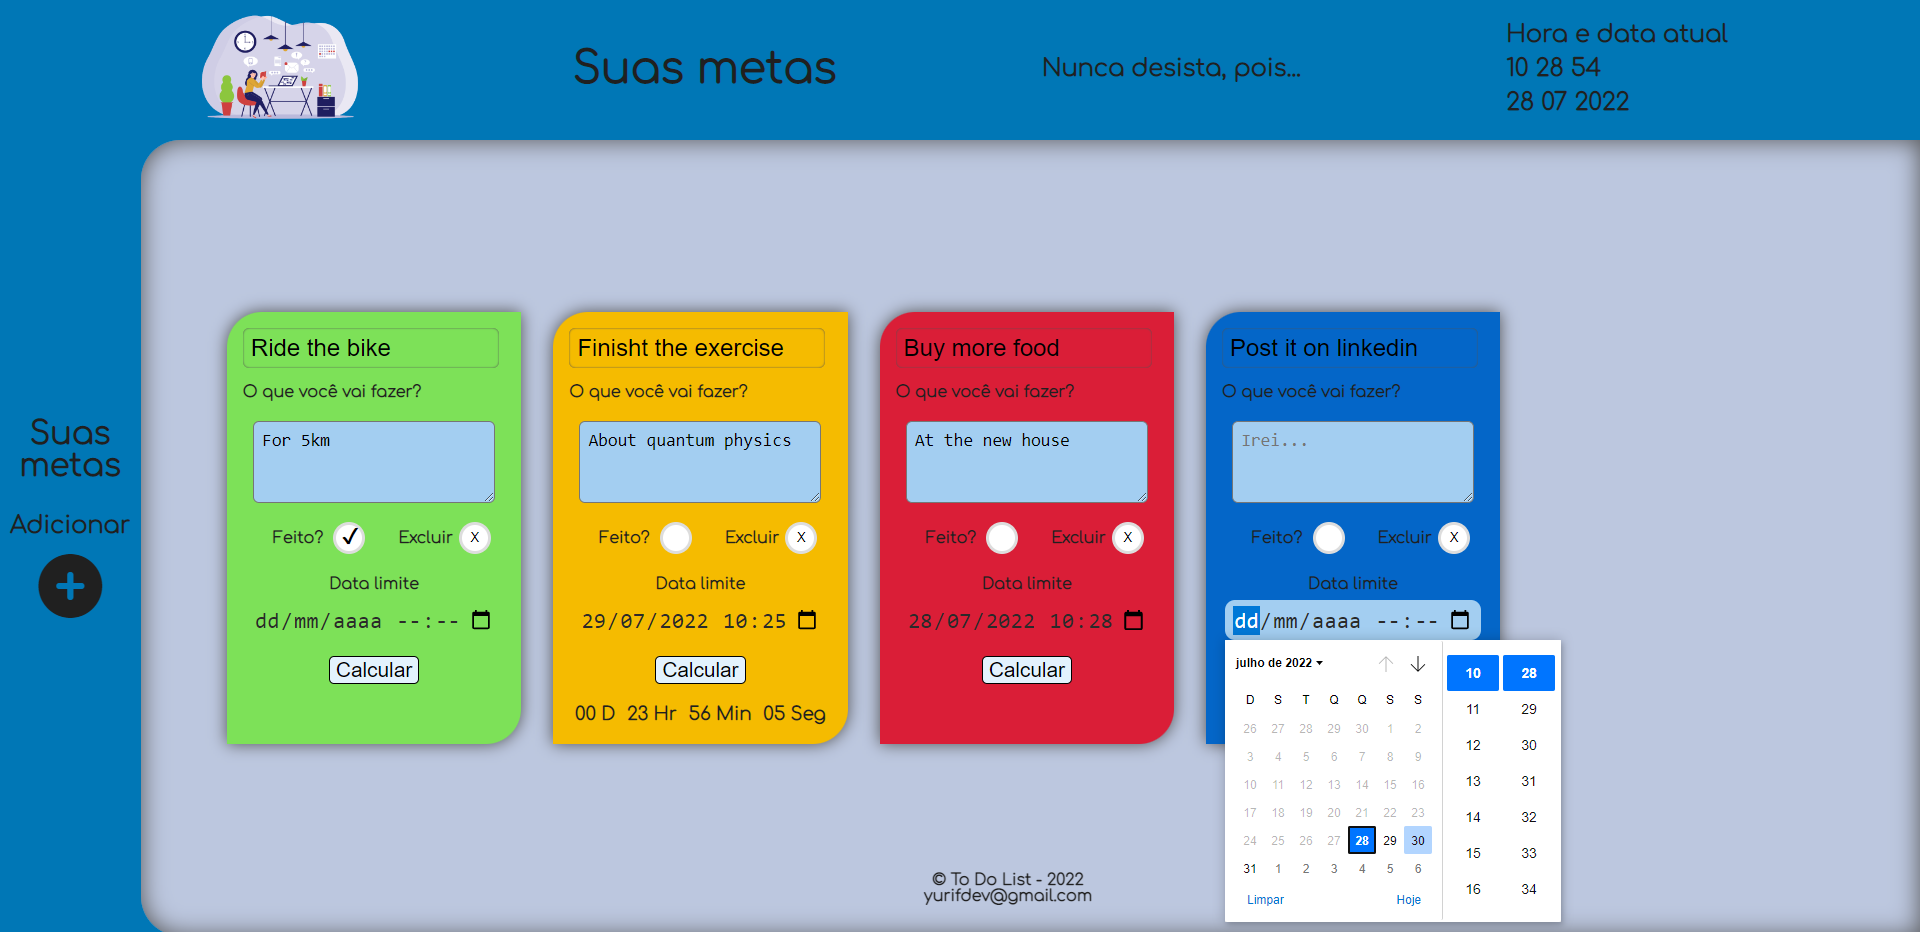 Suas metas
Nunca desista, pois...
Hora e data atual
10 28 54
28 07 2022
Suas
metas
Adicionar
Ride the bike
O que você vai fazer?
For 5km
Feito? ✓ Excluir X
Data limite
dd/mm/aaaa --:--
Calcular
Finisht the exercise
O que você vai fazer?
About quantum physics
Feito? Excluir X
Data limite
29/07/2022 10:25
Calcular
00 D 23 Hr 56 Min 05 Seg
Buy more food
O que você vai fazer?
At the new house
Feito? Excluir X
Data limite
28/07/2022 10:28
Calcular
Post it on linkedin
O que você vai fazer?
Irei...
Feito? Excluir X
Data limite
dd/mm/aaaa --:--
julho de 2022
D S T Q Q S S
26 27 28 29 30 1 2
3 4 5 6 7 8 9
10 11 12 13 14 15 16
17 18 19 20 21 22 23
24 25 26 27 28 29 30
31 1 2 3 4 5 6
Limpar Hoje
10 28
11 29
12 30
13 31
14 32
15 33
16 34
© To Do List - 2022
yurifdev@gmail.com